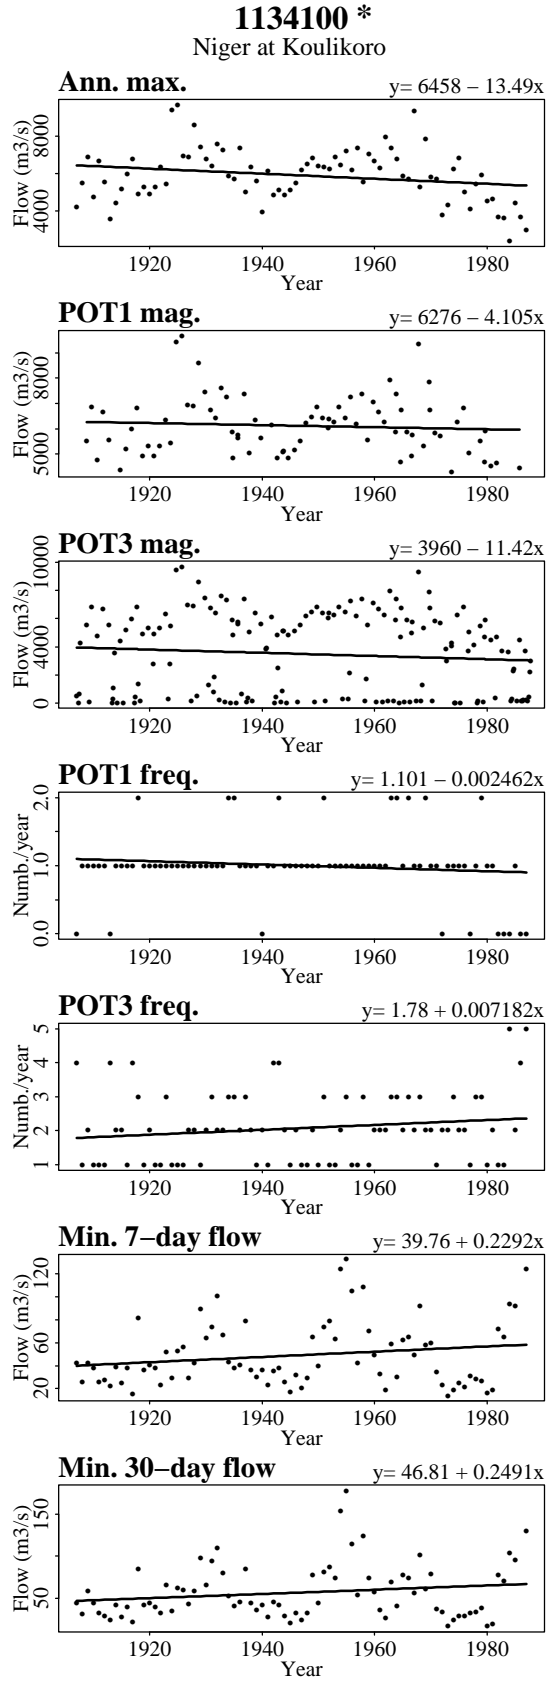 1134100 *
Niger at Koulikoro
Ann. max. y= 6458 − 13.49x
Flow (m3/s)
8000
4000
1920 1940 1960 1980
Year
POT1 mag. y= 6276 − 4.105x
Flow (m3/s)
8000
5000
1920 1940 1960 1980
Year
POT3 mag. y= 3960 − 11.42x
Flow (m3/s)
10000
4000
0
1920 1940 1960 1980
Year
POT1 freq. y= 1.101 − 0.002462x
Numb./year
2.0
1.0
0.0
1920 1940 1960 1980
Year
POT3 freq. y= 1.78 + 0.007182x
Numb./year
5
4
3
2
1
1920 1940 1960 1980
Year
Min. 7−day flow y= 39.76 + 0.2292x
Flow (m3/s)
120
60
20
1920 1940 1960 1980
Year
Min. 30−day flow y= 46.81 + 0.2491x
Flow (m3/s)
150
50
1920 1940 1960 1980
Year